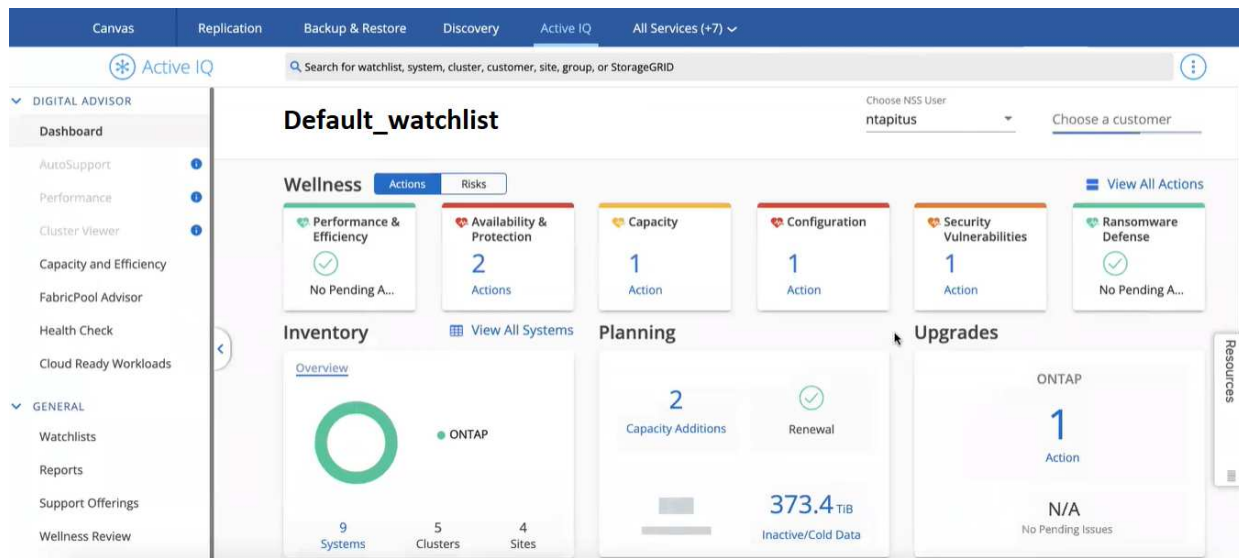 Canvas
Replication
Backup & Restore
Discovery
Active IQ
All Services (+7)
Active IQ
Search for watchlist, system, cluster, customer, site, group, or StorageGRID
DIGITAL ADVISOR
Dashboard
AutoSupport
Performance
Cluster Viewer
Capacity and Efficiency
FabricPool Advisor
Health Check
Cloud Ready Workloads
GENERAL
Watchlists
Reports
Support Offerings
Wellness Review
Default_watchlist
Choose NSS User
ntapitus
Choose a customer
Wellness
Actions
Risks
View All Actions
Performance &
Efficiency
No Pending A...
Availability &
Protection
2
Actions
Capacity
1
Action
Configuration
1
Action
Security
Vulnerabilities
1
Action
Ransomware
Defense
No Pending A...
Inventory
View All Systems
Overview
ONTAP
9
Systems
5
Clusters
4
Sites
Planning
2
Capacity Additions
Renewal
373.4 TiB
Inactive/Cold Data
Upgrades
ONTAP
1
Action
N/A
No Pending Issues
Resources